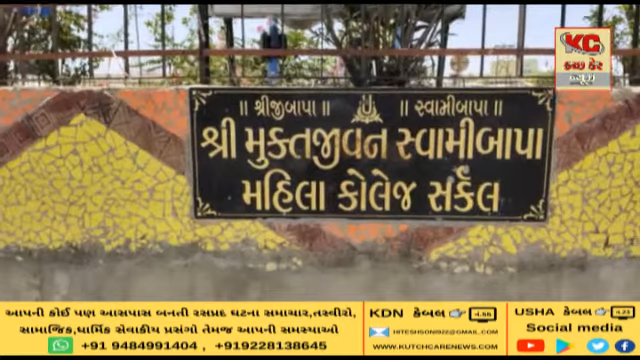 KC
કચ્છ કેર
ન્યૂઝ
॥ શ્રીજીબાપા ॥ ॥ સ્વામીબાપા ॥
શ્રી મુક્તજીવન સ્વામીબાપા
મહિલા કોલેજ સર્કલ
આપની કોઈ પણ આસપાસ બનતી રસપ્રદ ઘટના સમાચાર,તસ્વીરો,
સામાજિક,ધાર્મિક સેવાકીય પ્રસંગો તેમજ આપની સમસ્યાઓ
+91 9484991404 , +919228138645
KDN કેબલ
HITESHSONI922@GMAIL.COM
WWW.KUTCHCARENEWS.COM
USHA કેબલ
Social media